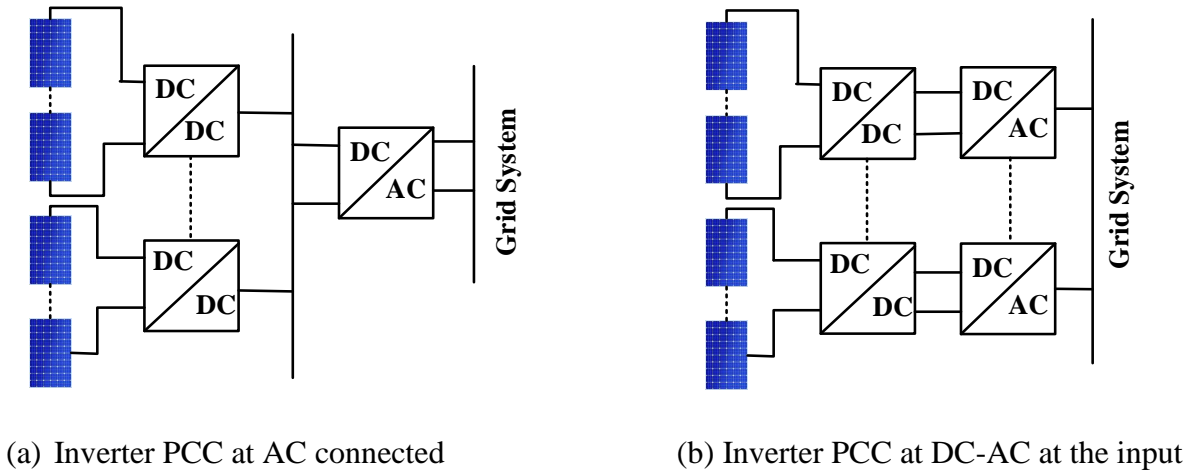 DC
DC
DC
AC
DC
DC
Grid System
DC
DC
DC
AC
DC
DC
DC
AC
Grid System
(a) Inverter PCC at AC connected
(b) Inverter PCC at DC-AC at the input